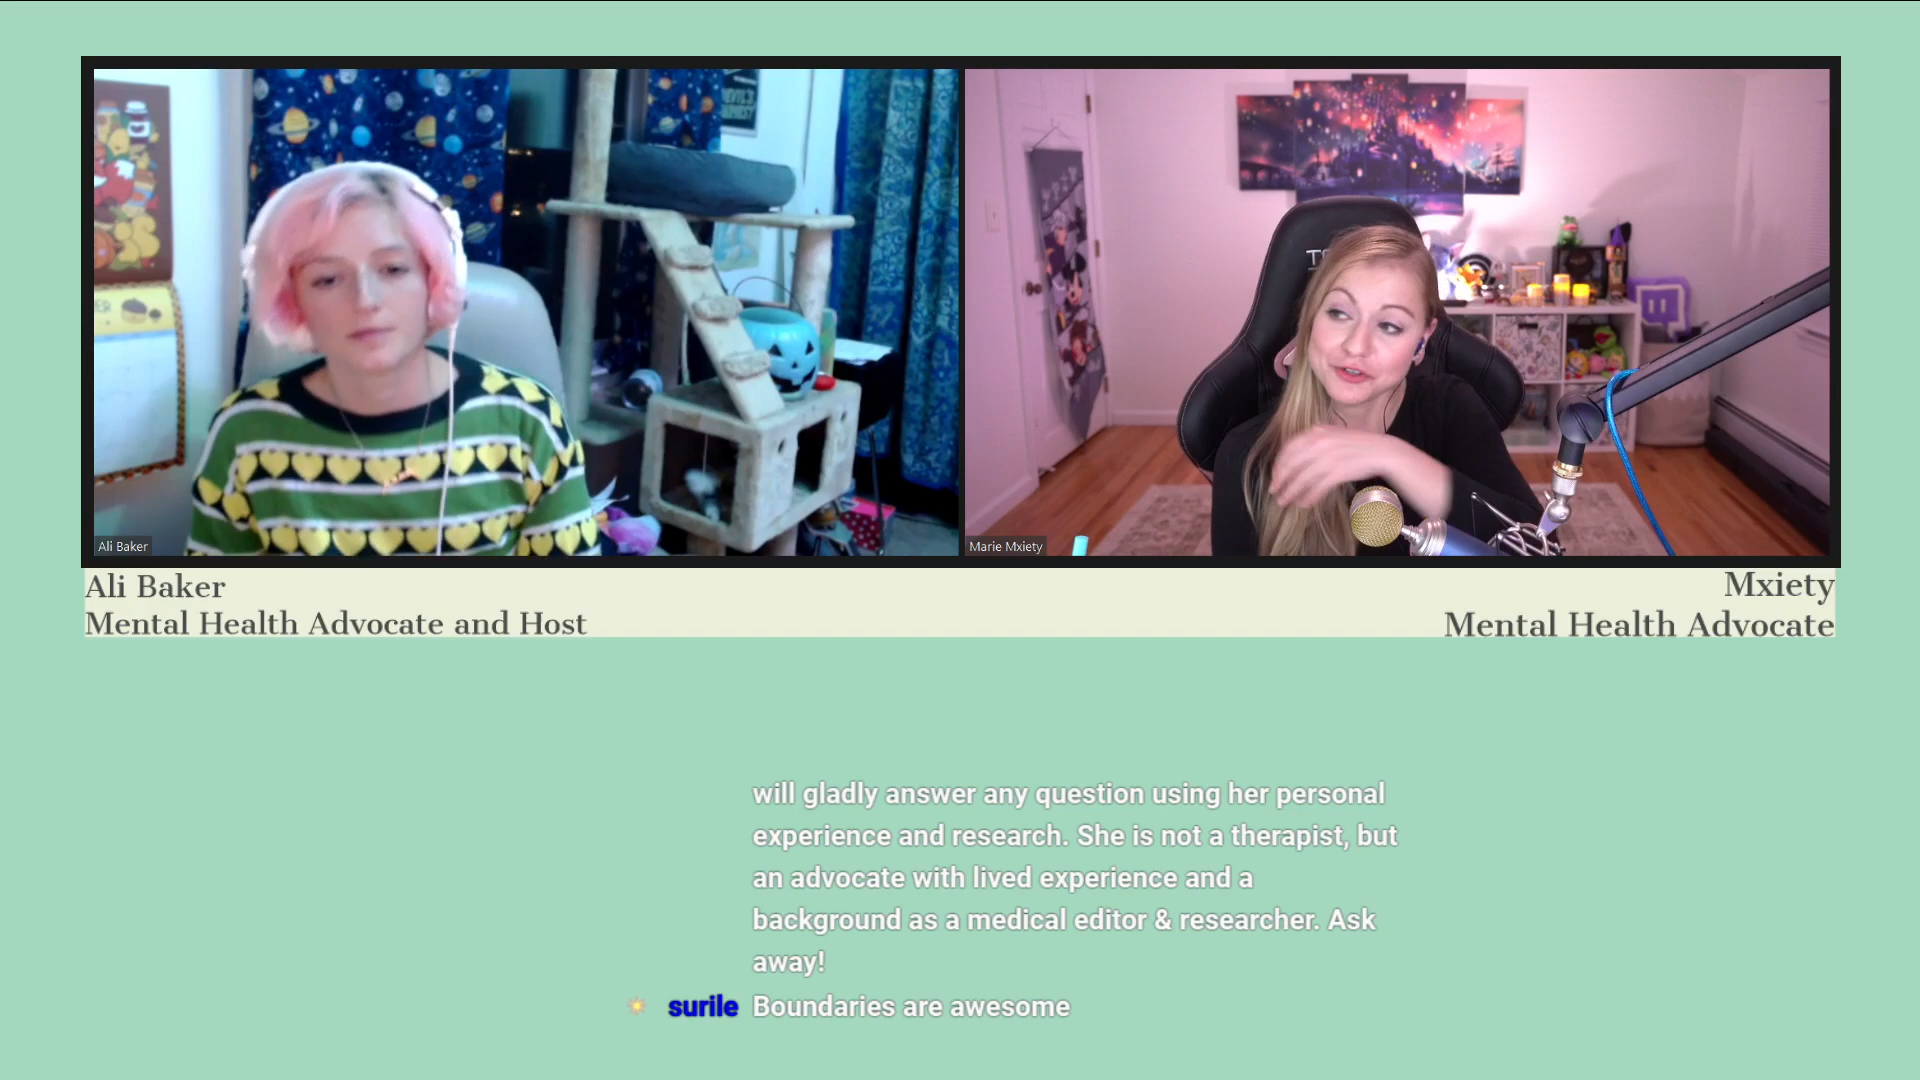 Ali Baker
Marie Mxiety
Ali Baker
Mental Health Advocate and Host
Mxiety
Mental Health Advocate
will gladly answer any question using her personal
experience and research. She is not a therapist, but
an advocate with lived experience and a
background as a medical editor & researcher. Ask
away!
surile Boundaries are awesome